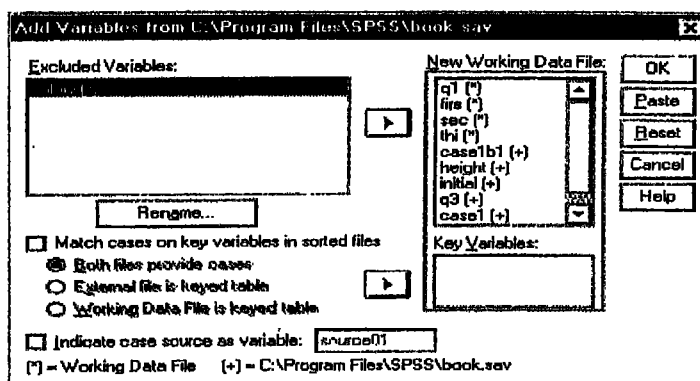 Add Variables from C:\Program Files\SPSS\book.sav
Excluded Variables:
New Working Data File:
q1 (*)
firs (*)
sec (*)
thi (*)
case1b1 (+)
height (+)
initial (+)
q3 (+)
case1 (+)
OK
Paste
Reset
Cancel
Help
Rename...
Match cases on key variables in sorted files
Both files provide cases
External file is keyed table
Working Data File is keyed table
Key Variables:
Indicate case source as variable: source01
(*) = Working Data File (+) = C:\Program Files\SPSS\book.sav